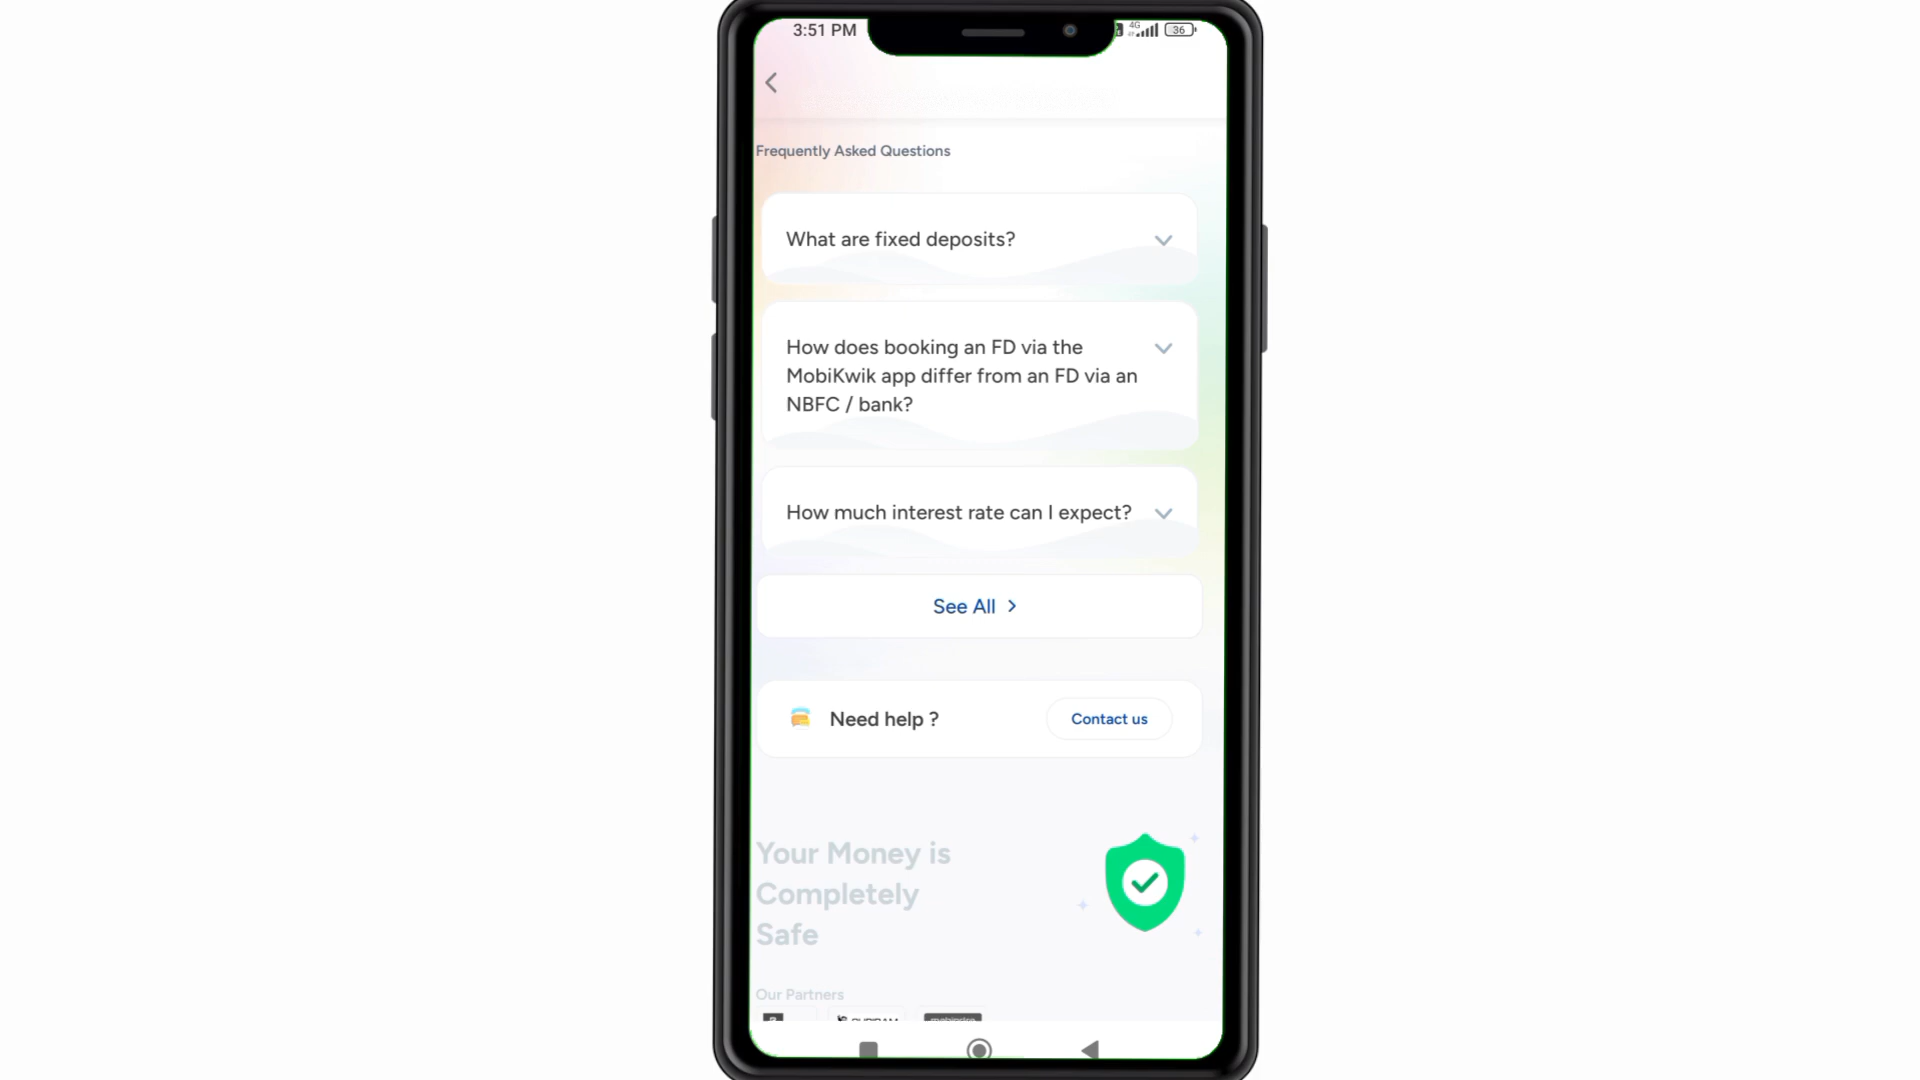 3:51 PM
4G
36
Frequently Asked Questions
What are fixed deposits?
How does booking an FD via the
MobiKwik app differ from an FD via an
NBFC / bank?
How much interest rate can I expect?
See All
Need help ?
Contact us
Your Money is
Completely
Safe
Our Partners